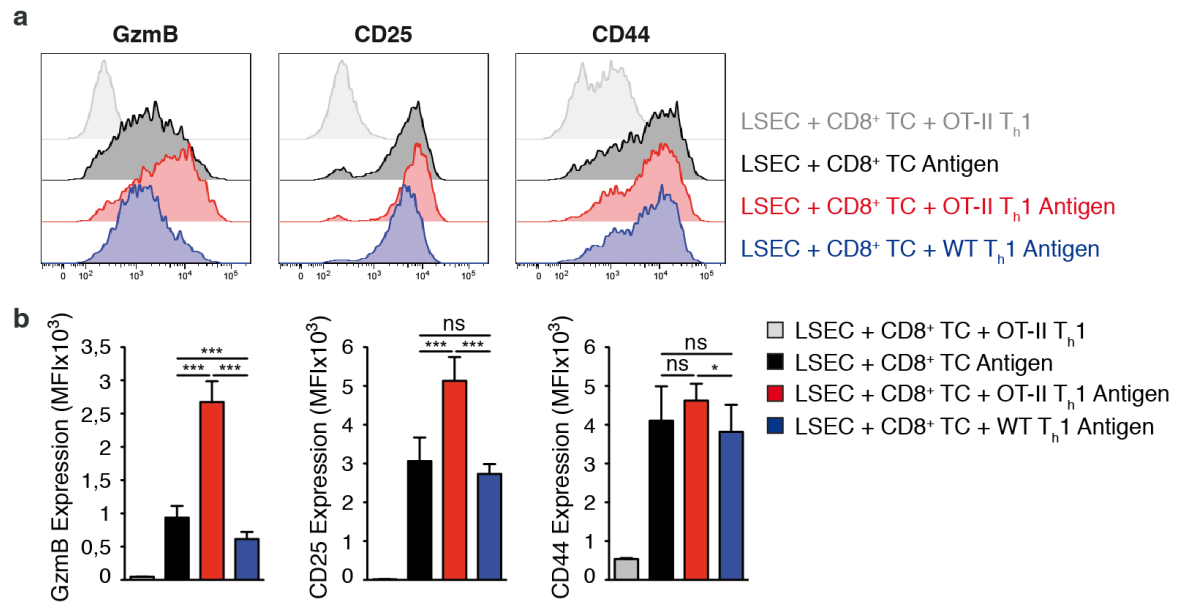 a
GzmB CD25 CD44
LSEC + CD8⁺ TC + OT-II Tₕ1
LSEC + CD8⁺ TC Antigen
LSEC + CD8⁺ TC + OT-II Tₕ1 Antigen
LSEC + CD8⁺ TC + WT Tₕ1 Antigen
0 10² 10³ 10⁴ 10⁵ 0 10² 10³ 10⁴ 10⁵ 0 10² 10³ 10⁴ 10⁵
b
GzmB Expression (MFIx10³)
3,5
3
2,5
2
1,5
1
0,5
0
***
*** ***
CD25 Expression (MFIx10³)
6
5
4
3
2
1
0
ns
*** ***
CD44 Expression (MFIx10³)
6
5
4
3
2
1
0
ns
ns *
LSEC + CD8⁺ TC + OT-II Tₕ1
LSEC + CD8⁺ TC Antigen
LSEC + CD8⁺ TC + OT-II Tₕ1 Antigen
LSEC + CD8⁺ TC + WT Tₕ1 Antigen